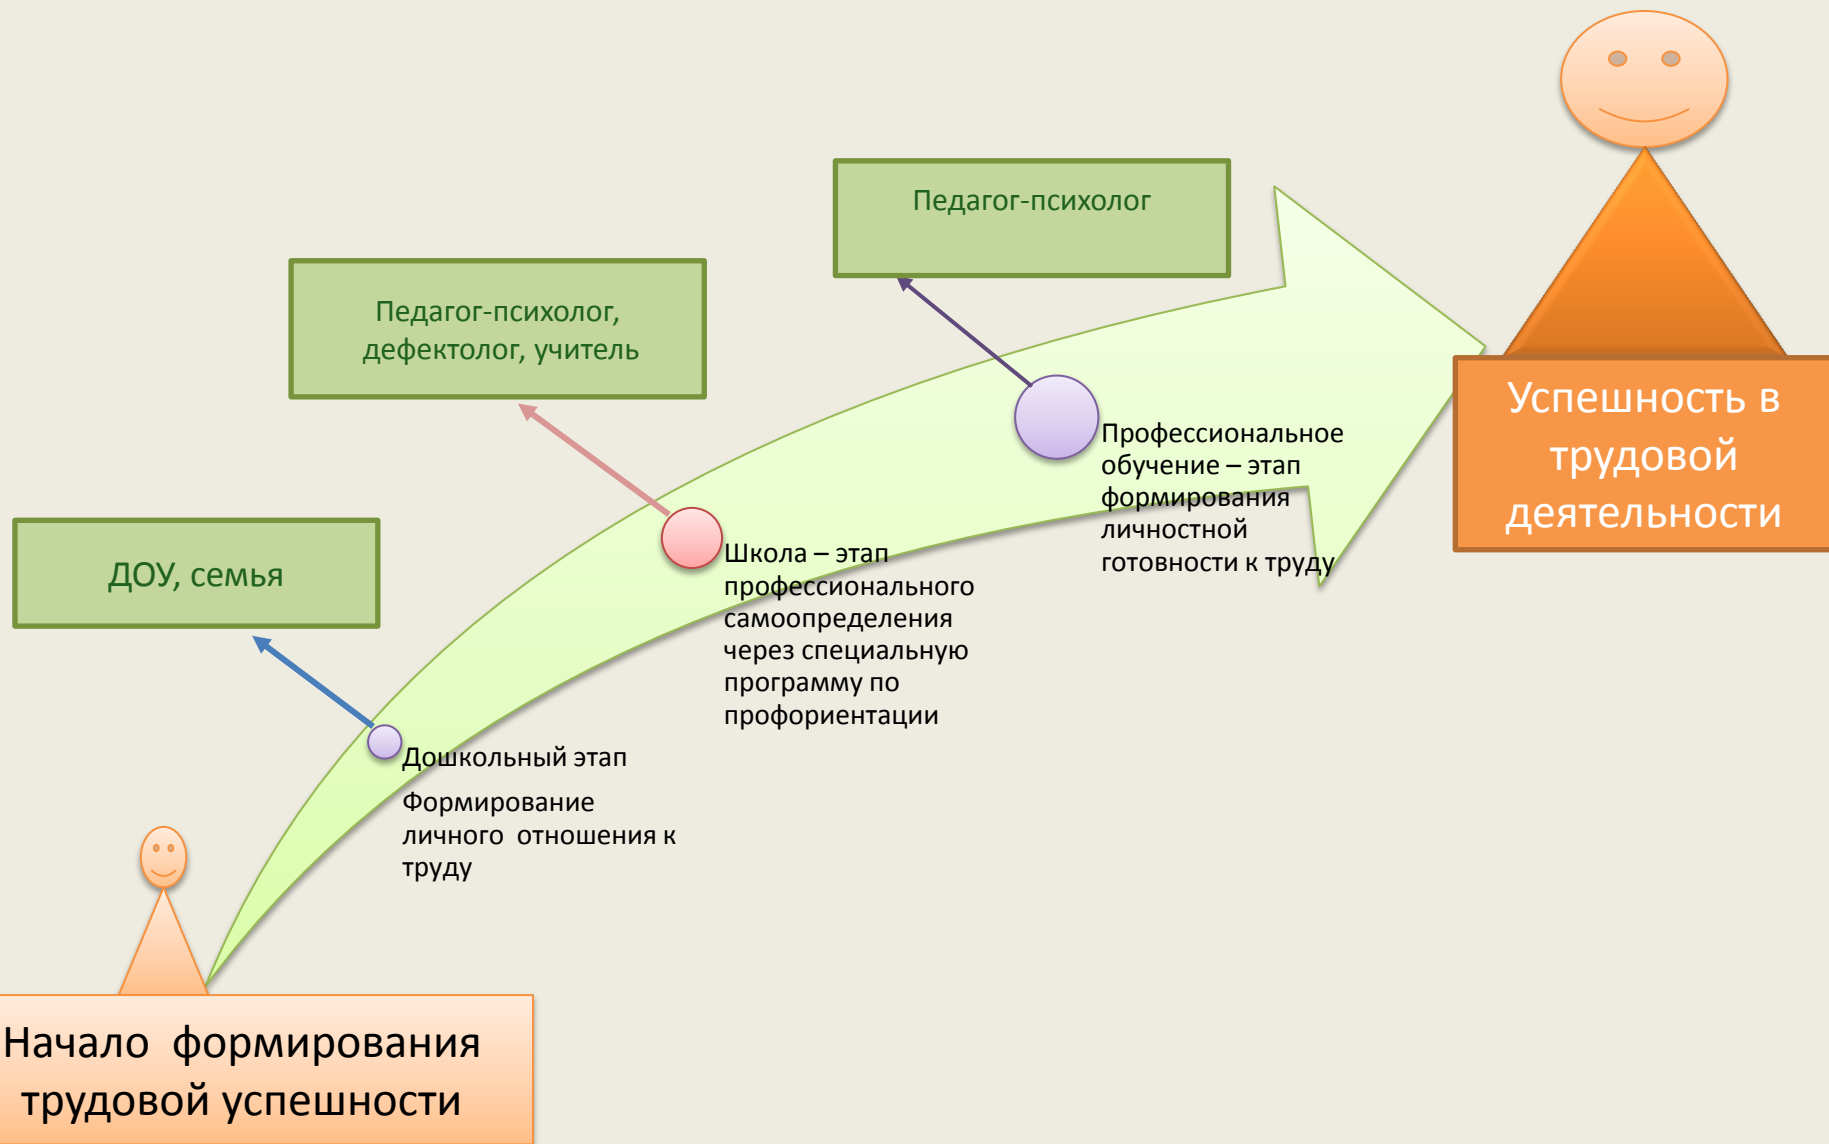 Педагог-психолог
Педагог-психолог,
дефектолог, учитель
ДОУ, семья
Успешность в
трудовой
деятельности
Профессиональное
обучение – этап
формирования
личностной
готовности к труду
Школа – этап
профессионального
самоопределения
через специальную
программу по
профориентации
Дошкольный этап
Формирование
личного отношения к
труду
Начало формирования
трудовой успешности